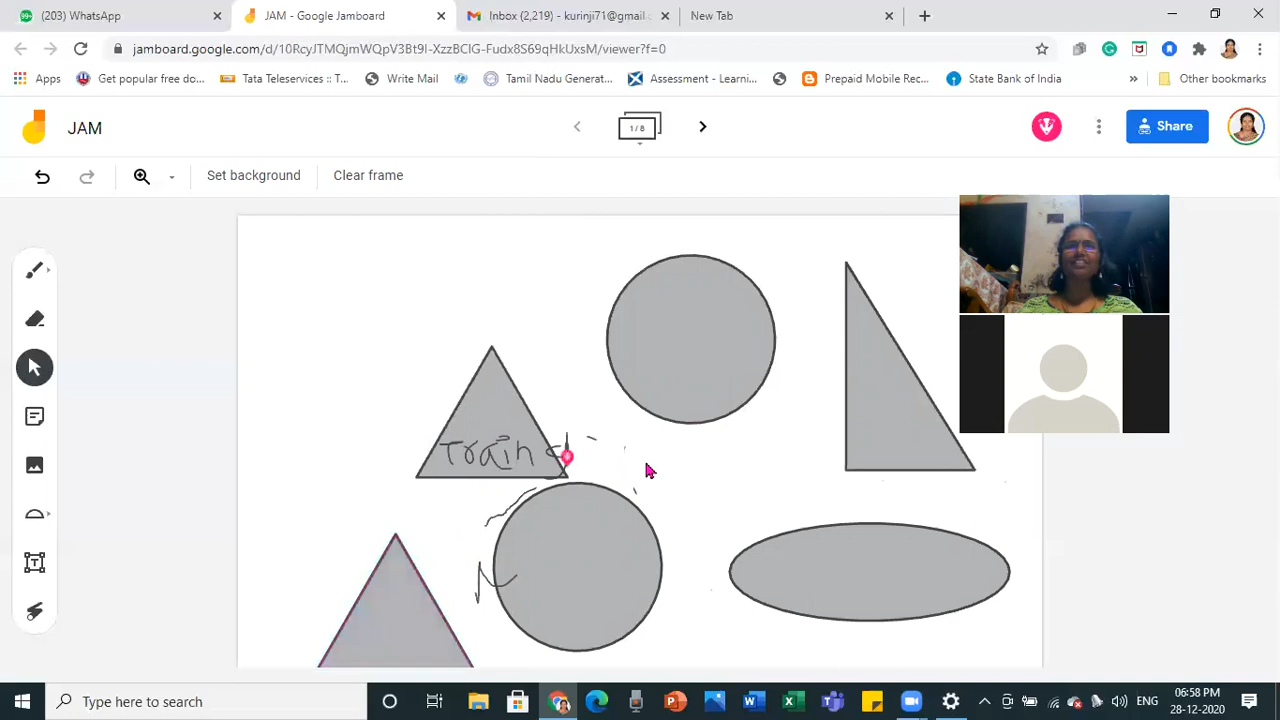 (203) WhatsApp
JAM - Google Jamboard
Inbox (2,219) - kurinji71@gmail
New Tab
jamboard.google.com/d/10RcyJTMQjmWQpV3Bt9I-XzzBClG-Fudx8S69qHkUxsM/viewer?f=0
Apps
Get popular free do...
Tata Teleservices :: T...
Write Mail
Tamil Nadu Generat...
Assessment - Learni...
Prepaid Mobile Rec...
State Bank of India
Other bookmarks
JAM
1/8
Share
Set background
Clear frame
Train
N
Type here to search
ENG
06:58 PM
28-12-2020